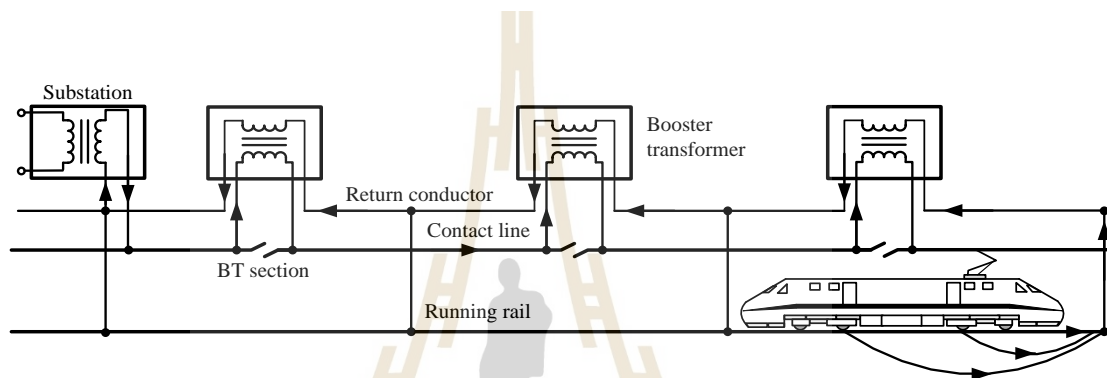 Substation
Booster
transformer
Return conductor
Contact line
BT section
Running rail